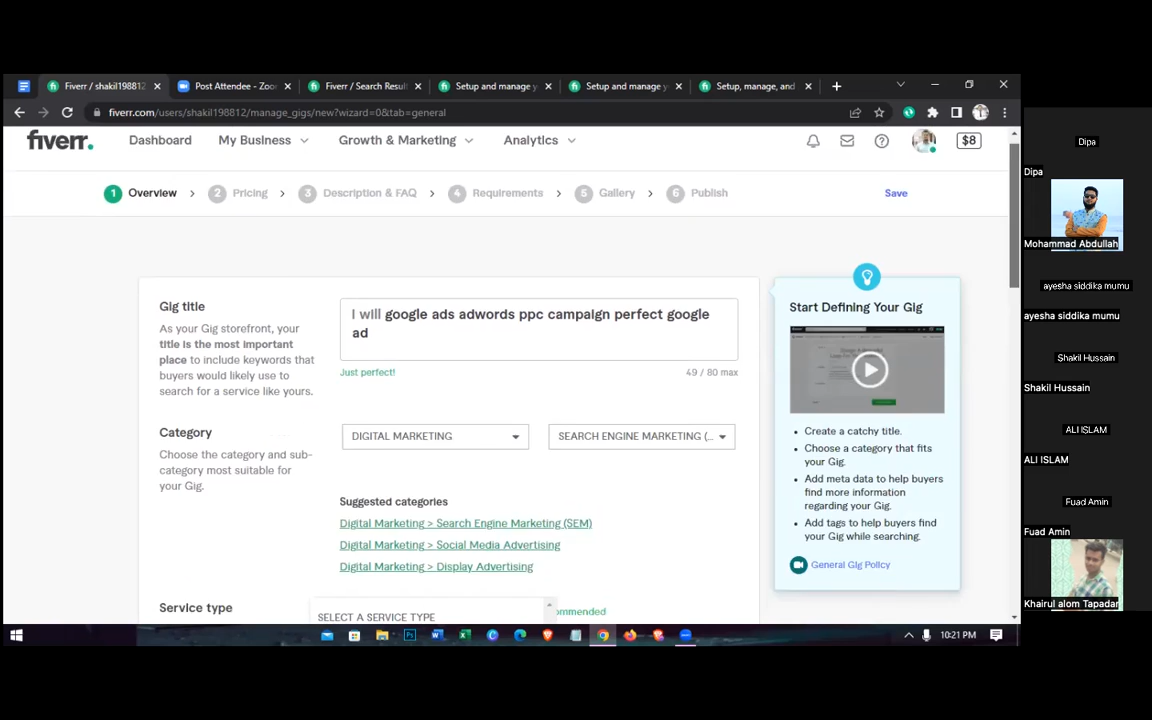 Fiverr / shakil198812
Post Attendee - Zoo
Fiverr / Search Resul
Setup and manage y
Setup and manage y
Setup, manage, and
fiverr.com/users/shakil198812/manage_gigs/new?wizard=0&tab=general
fiverr.
Dashboard
My Business
Growth & Marketing
Analytics
$8
1 Overview
2 Pricing
3 Description & FAQ
4 Requirements
5 Gallery
6 Publish
Save
Gig title
As your Gig storefront, your
title is the most important
place to include keywords that
buyers would likely use to
search for a service like yours.
I will google ads adwords ppc campaign perfect google
ad
Just perfect!
49 / 80 max
Category
Choose the category and sub-
category most suitable for
your Gig.
DIGITAL MARKETING
SEARCH ENGINE MARKETING (...
Suggested categories
Digital Marketing > Search Engine Marketing (SEM)
Digital Marketing > Social Media Advertising
Digital Marketing > Display Advertising
Service type
SELECT A SERVICE TYPE
ommended
Start Defining Your Gig
Create a catchy title.
Choose a category that fits
your Gig.
Add meta data to help buyers
find more information
regarding your Gig.
Add tags to help buyers find
your Gig while searching.
General Gig Policy
10:21 PM
Dipa
Dipa
Mohammad Abdullah
ayesha siddika mumu
ayesha siddika mumu
Shakil Hussain
Shakil Hussain
ALI ISLAM
ALI ISLAM
Fuad Amin
Fuad Amin
Khairul alom Tapadar